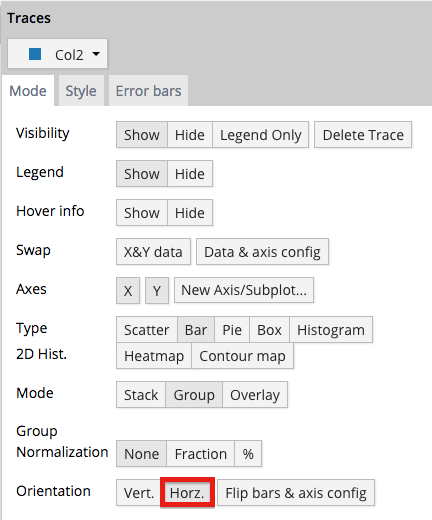 Traces
Col2
Mode Style Error bars
Visibility Show Hide Legend Only Delete Trace
Legend Show Hide
Hover info Show Hide
Swap X&Y data Data & axis config
Axes X Y New Axis/Subplot...
Type Scatter Bar Pie Box Histogram
2D Hist. Heatmap Contour map
Mode Stack Group Overlay
Group
Normalization None Fraction %
Orientation Vert. Horz. Flip bars & axis config